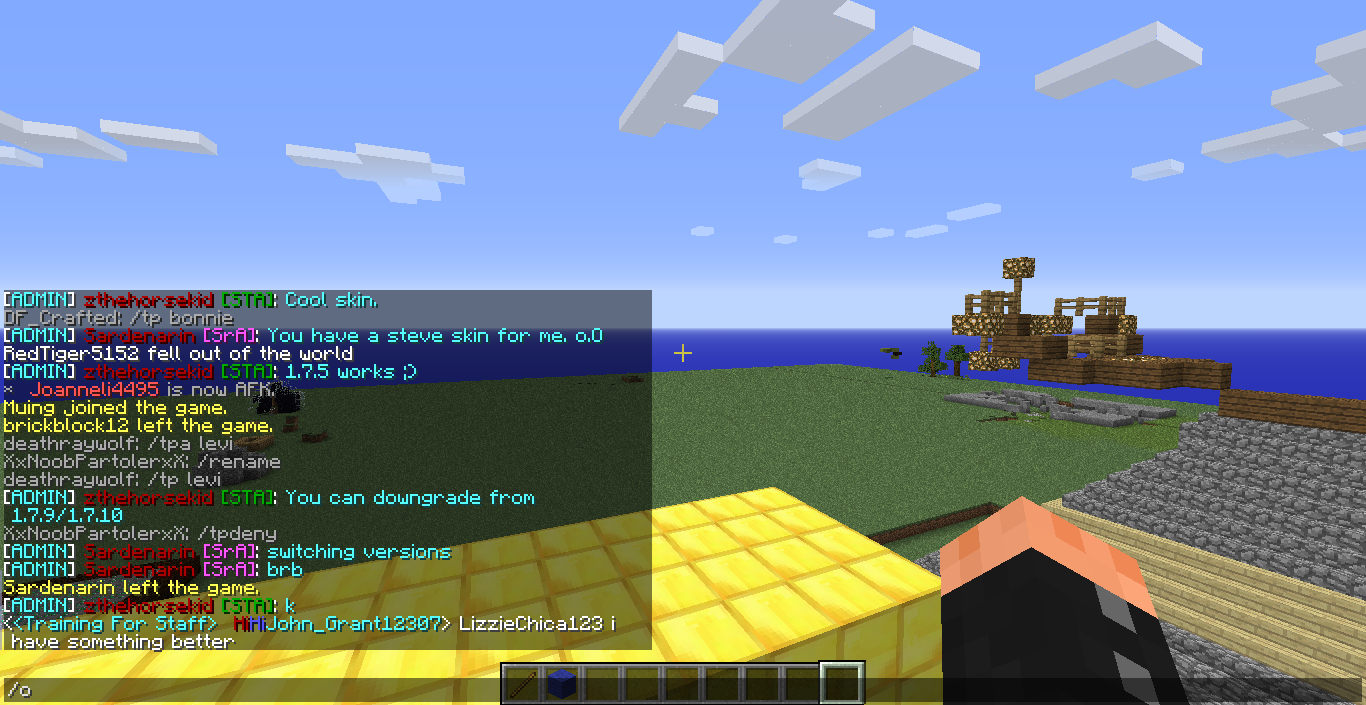 [ADMIN] zthehorsekid [STA]: Cool skin.
DF_Crafted: /tp bonnie
[ADMIN] Sardenarin [SrA]: You have a steve skin for me. o.O
RedTiger5152 fell out of the world
[ADMIN] zthehorsekid [STA]: 1.7.5 works ;)
* Joanneli4495 is now AFK
Muing joined the game.
brickblock12 left the game.
deathraywolf: /tpa levi
XxNoobPartolerxX: /rename
deathraywolf: /tp levi
[ADMIN] zthehorsekid [STA]: You can downgrade from
1.7.9/1.7.10
XxNoobPartolerxX: /tpdeny
[ADMIN] Sardenarin [SrA]: switching versions
[ADMIN] Sardenarin [SrA]: brb
Sardenarin left the game.
[ADMIN] zthehorsekid [STA]: k
<<Training For Staff> HiHiJohn_Grant12307> LizzieChica123 i
have something better
/o